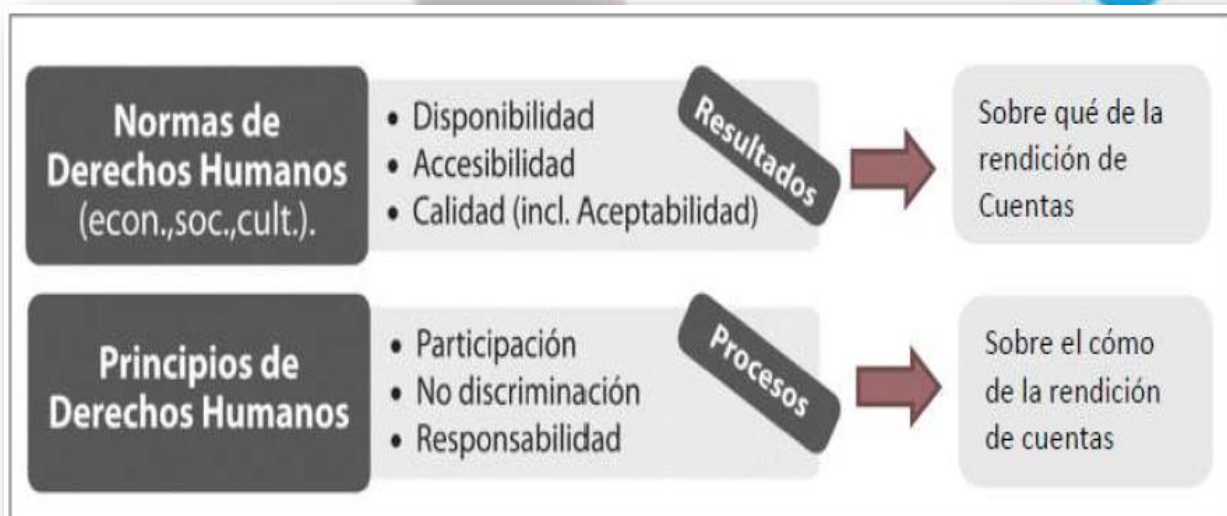 Normas de
Derechos Humanos
(econ.,soc.,cult.).
• Disponibilidad
• Accesibilidad
• Calidad (incl. Aceptabilidad)
Resultados
Sobre qué de la
rendición de
Cuentas
Principios de
Derechos Humanos
• Participación
• No discriminación
• Responsabilidad
Procesos
Sobre el cómo
de la rendición
de cuentas